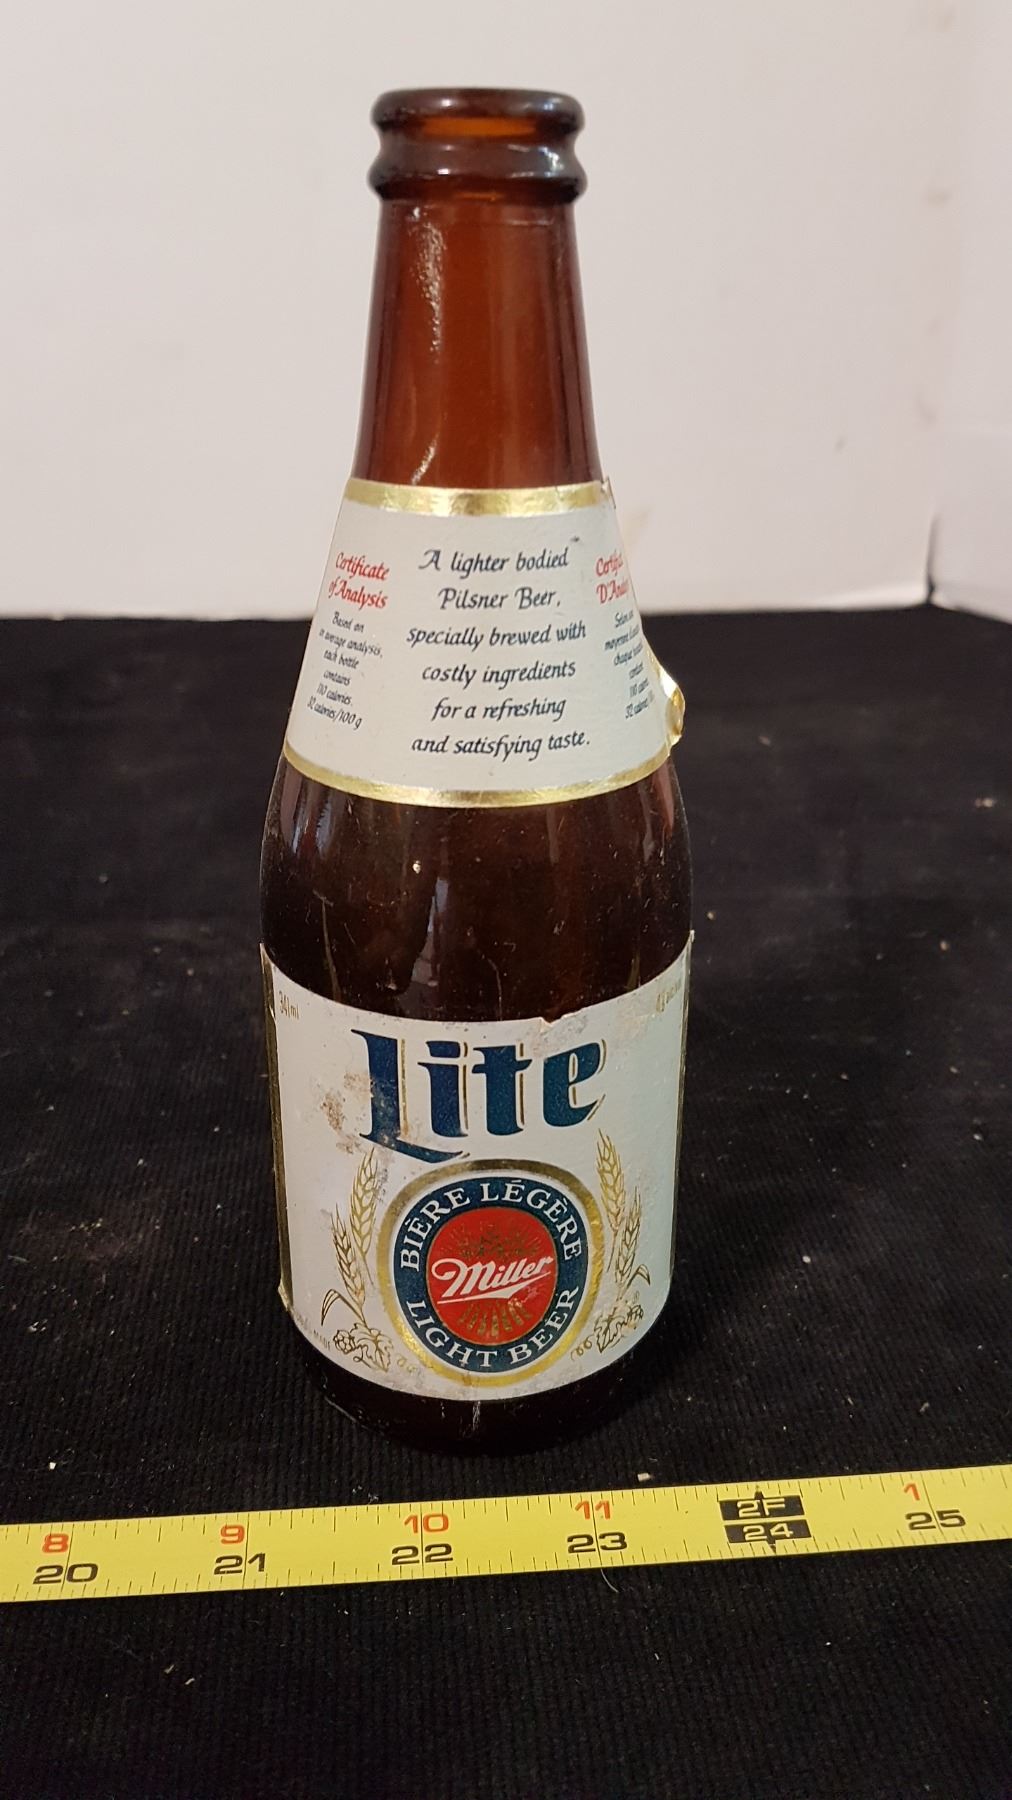 Certificate
of Analysis
Based on
average analysis,
each bottle
contains
110 calories.
32 calories/100 g
A lighter bodied
Pilsner Beer,
specially brewed with
costly ingredients
for a refreshing
and satisfying taste.
D'
chaque
341 ml
Lite
BIÈRE LÉGÈRE
Miller
LIGHT BEER
8 9 10 11 2F 1
20 21 22 23 24 25